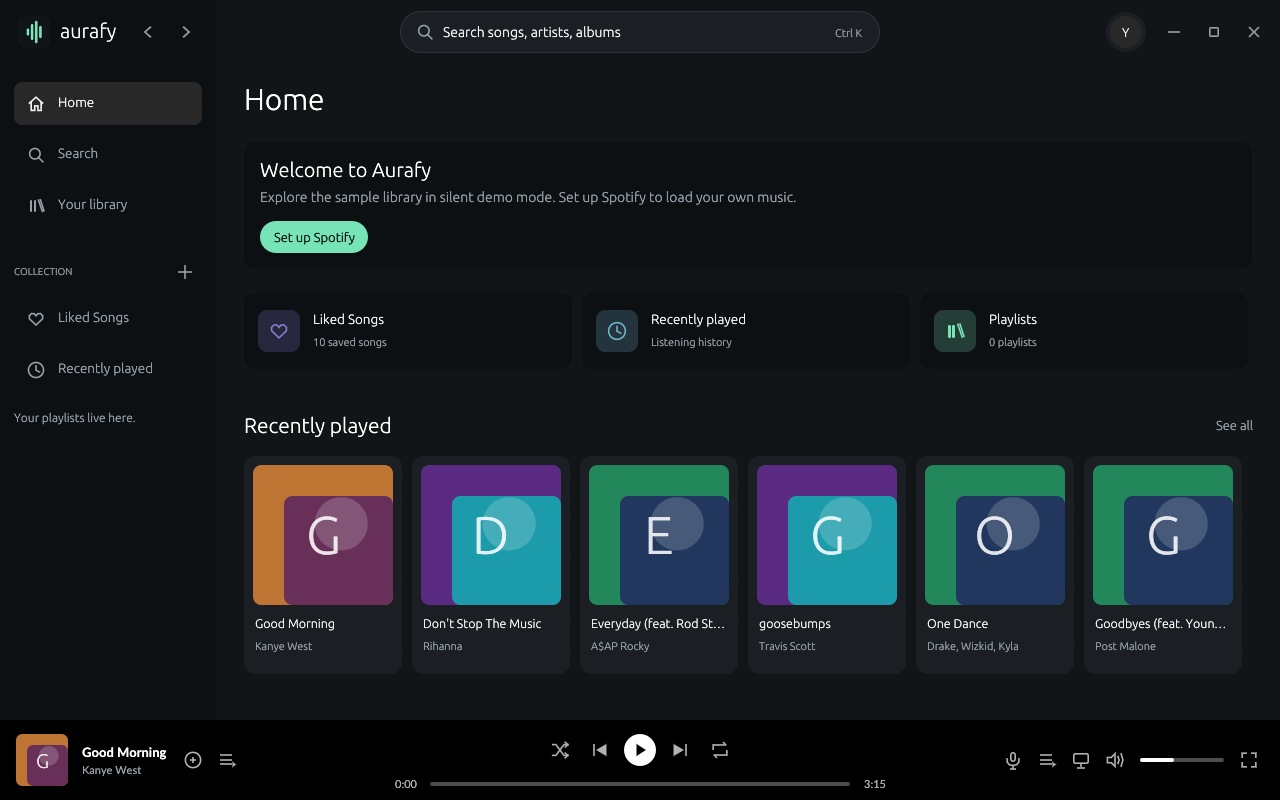 aurafy
Search songs, artists, albums
Ctrl K
Y
Home
Search
Your library
COLLECTION
Liked Songs
Recently played
Your playlists live here.
Home
Welcome to Aurafy
Explore the sample library in silent demo mode. Set up Spotify to load your own music.
Set up Spotify
Liked Songs
10 saved songs
Recently played
Listening history
Playlists
0 playlists
Recently played
See all
G
Good Morning
Kanye West
D
Don't Stop The Music
Rihanna
E
Everyday (feat. Rod St...
A$AP Rocky
G
goosebumps
Travis Scott
O
One Dance
Drake, Wizkid, Kyla
G
Goodbyes (feat. Youn...
Post Malone
G
Good Morning
Kanye West
0:00
3:15